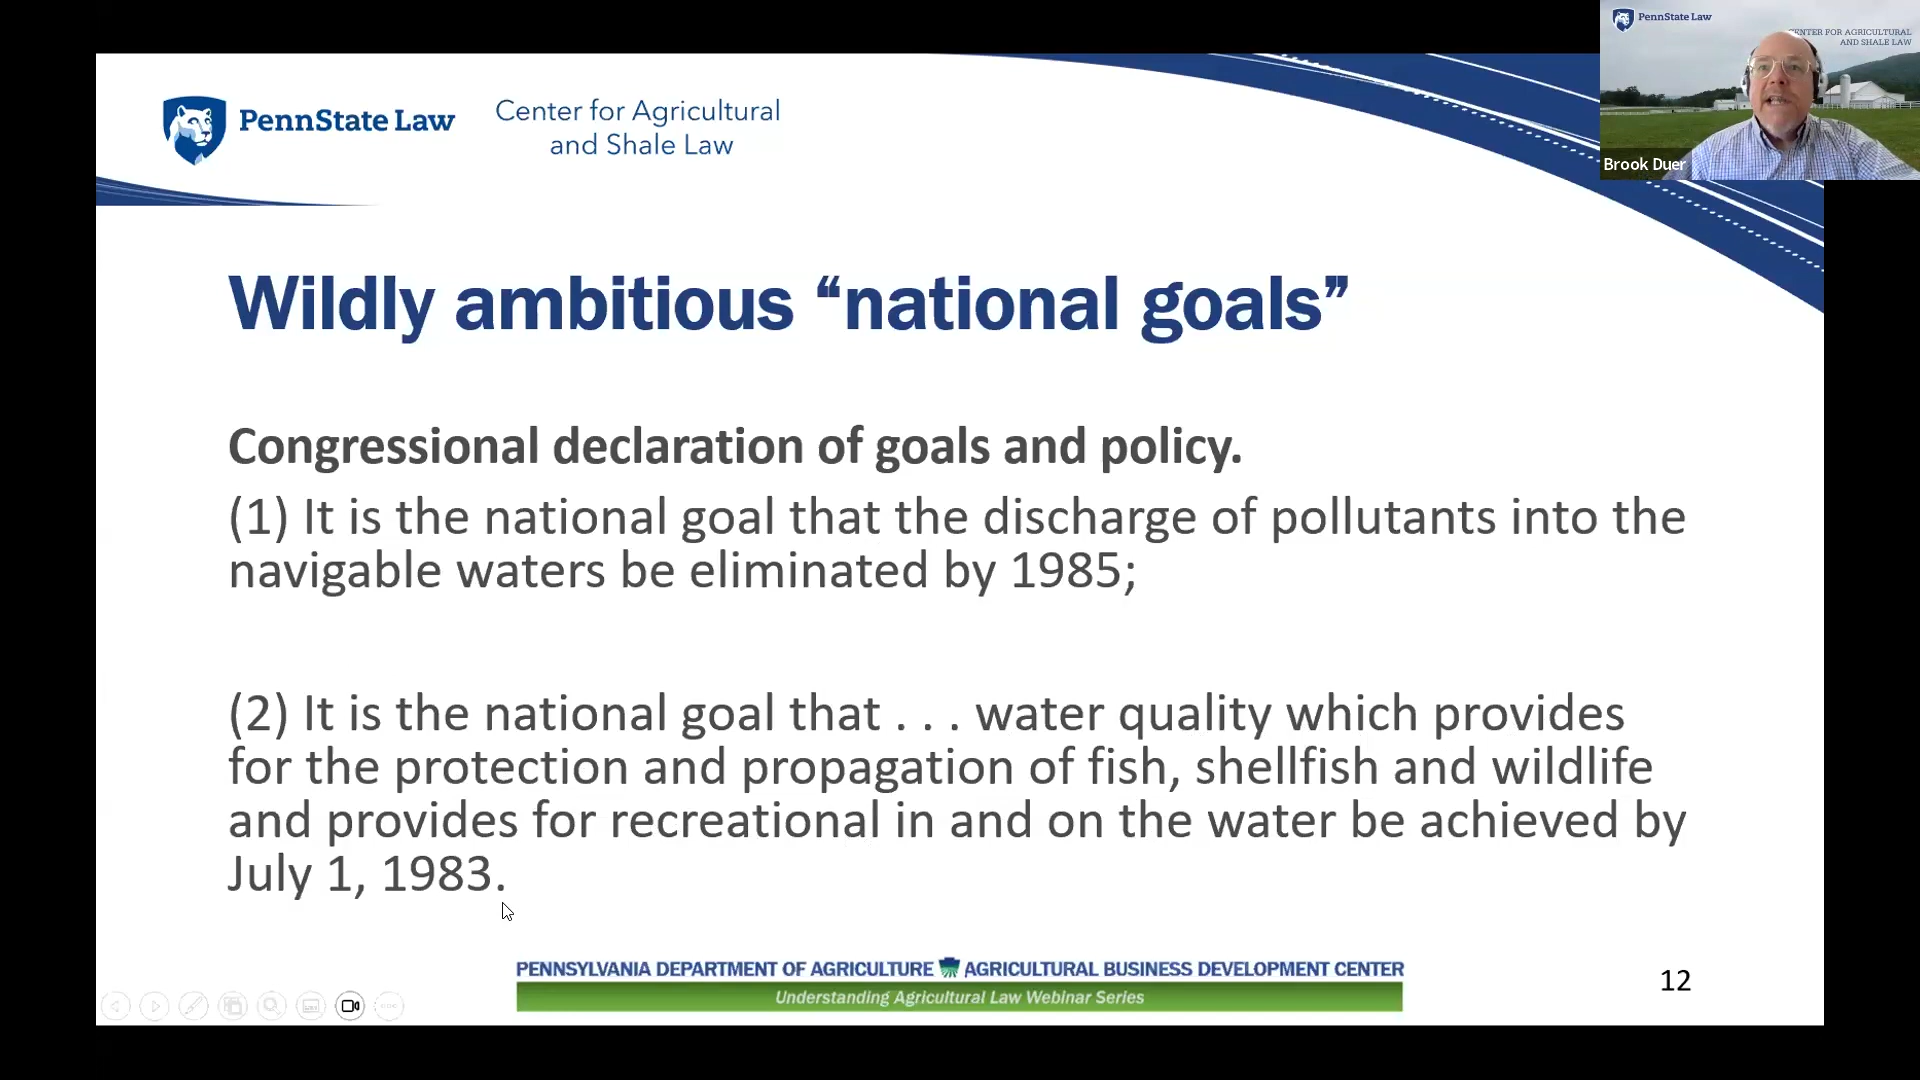 PennState Law
Center for Agricultural
and Shale Law
PennState Law
CENTER FOR AGRICULTURAL
AND SHALE LAW
Brook Duer
Wildly ambitious “national goals”
Congressional declaration of goals and policy.
(1) It is the national goal that the discharge of pollutants into the
navigable waters be eliminated by 1985;
(2) It is the national goal that . . . water quality which provides
for the protection and propagation of fish, shellfish and wildlife
and provides for recreational in and on the water be achieved by
July 1, 1983.
PENNSYLVANIA DEPARTMENT OF AGRICULTURE AGRICULTURAL BUSINESS DEVELOPMENT CENTER
Understanding Agricultural Law Webinar Series
12